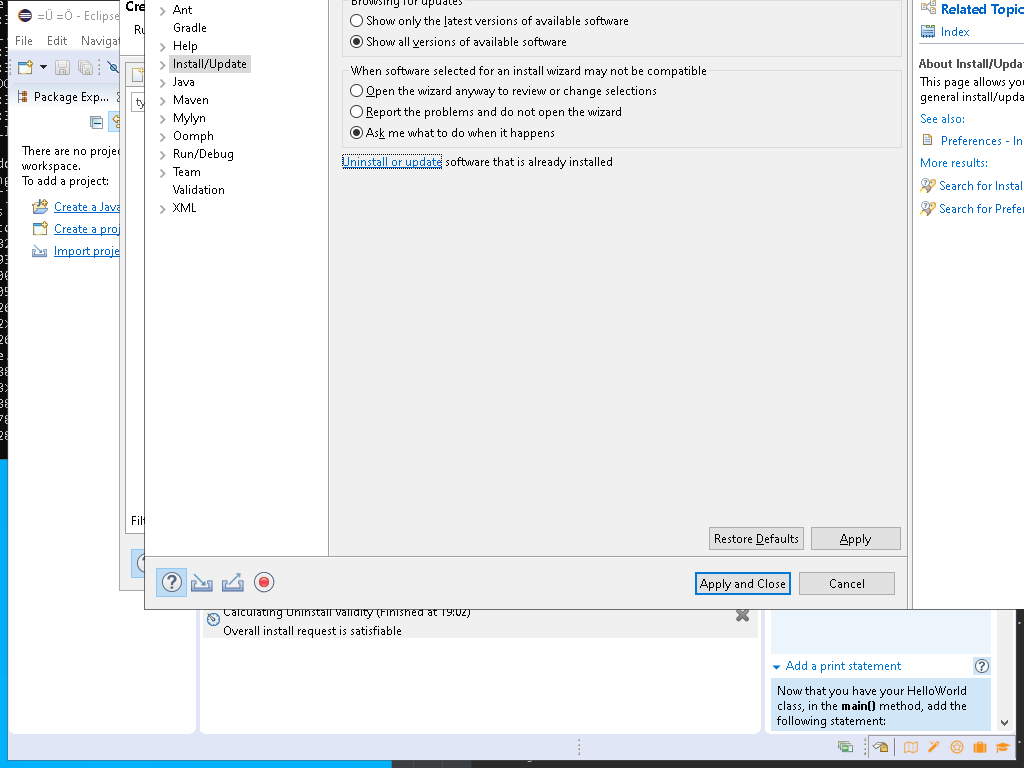 =Ü =Ö - Eclipse
File Edit Navigat
Package Exp...
There are no proje
workspace.
To add a project:
Create a Java
Create a proj
Import proje
Cre
Ru
ty
Filt
Ant
Gradle
Help
Install/Update
Java
Maven
Mylyn
Oomph
Run/Debug
Team
Validation
XML
Browsing for updates
Show only the latest versions of available software
Show all versions of available software
When software selected for an install wizard may not be compatible
Open the wizard anyway to review or change selections
Report the problems and do not open the wizard
Ask me what to do when it happens
Uninstall or update software that is already installed
Restore Defaults
Apply
Apply and Close
Cancel
Related Topic
Index
About Install/Upda
This page allows you
general install/upda
See also:
Preferences - In
More results:
Search for Instal
Search for Prefer
Calculating Uninstall Validity (Finished at 19:02)
Overall install request is satisfiable
Add a print statement
Now that you have your HelloWorld
class, in the main() method, add the
following statement: